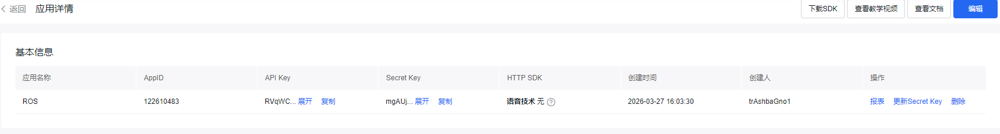 返回 应用详情 下载SDK 查看教学视频 查看文档 编辑
基本信息
应用名称 AppID API Key Secret Key HTTP SDK 创建时间 创建人 操作
ROS 122610483 RVqWC... 展开 复制 mgAUj... 展开 复制 语音技术 无 ? 2026-03-27 16:03:30 trAshbaGno1 报表 更新Secret Key 删除